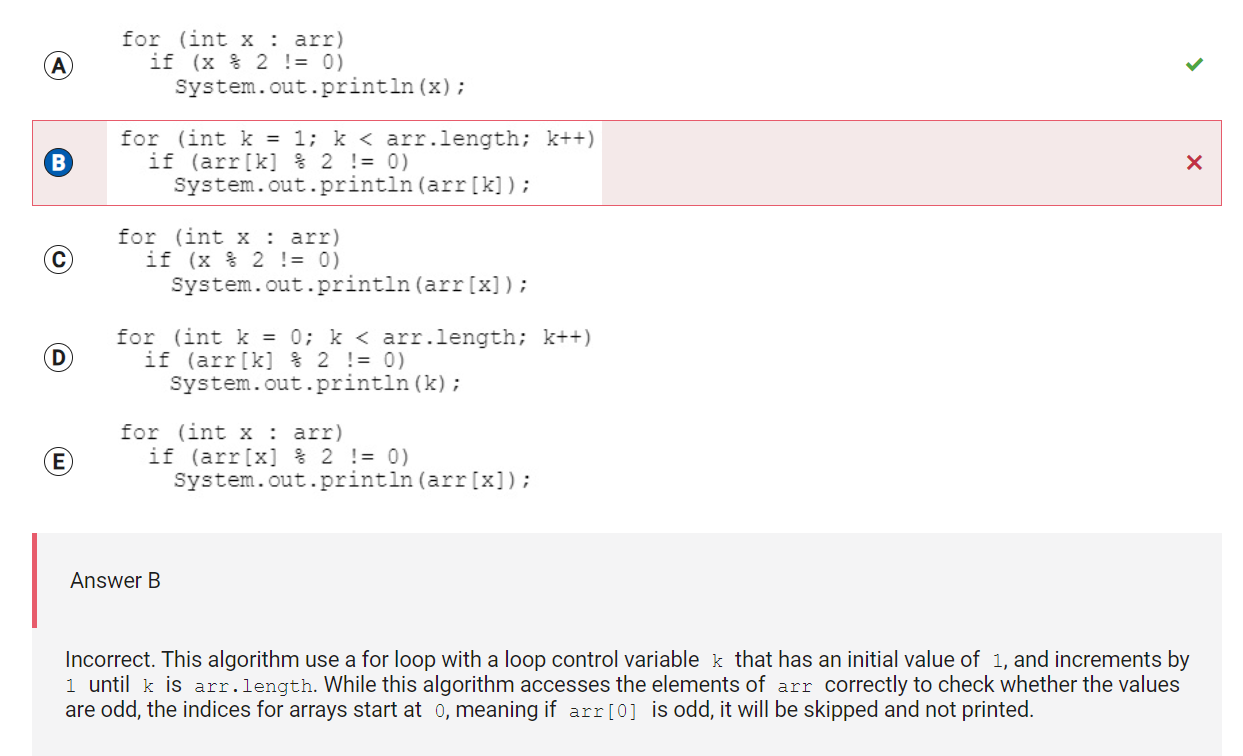 for (int x : arr)
A if (x % 2 != 0)
System.out.println(x);
for (int k = 1; k < arr.length; k++)
B if (arr[k] % 2 != 0)
System.out.println(arr[k]);
for (int x : arr)
C if (x % 2 != 0)
System.out.println(arr[x]);
for (int k = 0; k < arr.length; k++)
D if (arr[k] % 2 != 0)
System.out.println(k);
for (int x : arr)
E if (arr[x] % 2 != 0)
System.out.println(arr[x]);
Answer B
Incorrect. This algorithm use a for loop with a loop control variable k that has an initial value of 1, and increments by
1 until k is arr.length. While this algorithm accesses the elements of arr correctly to check whether the values
are odd, the indices for arrays start at 0, meaning if arr[0] is odd, it will be skipped and not printed.